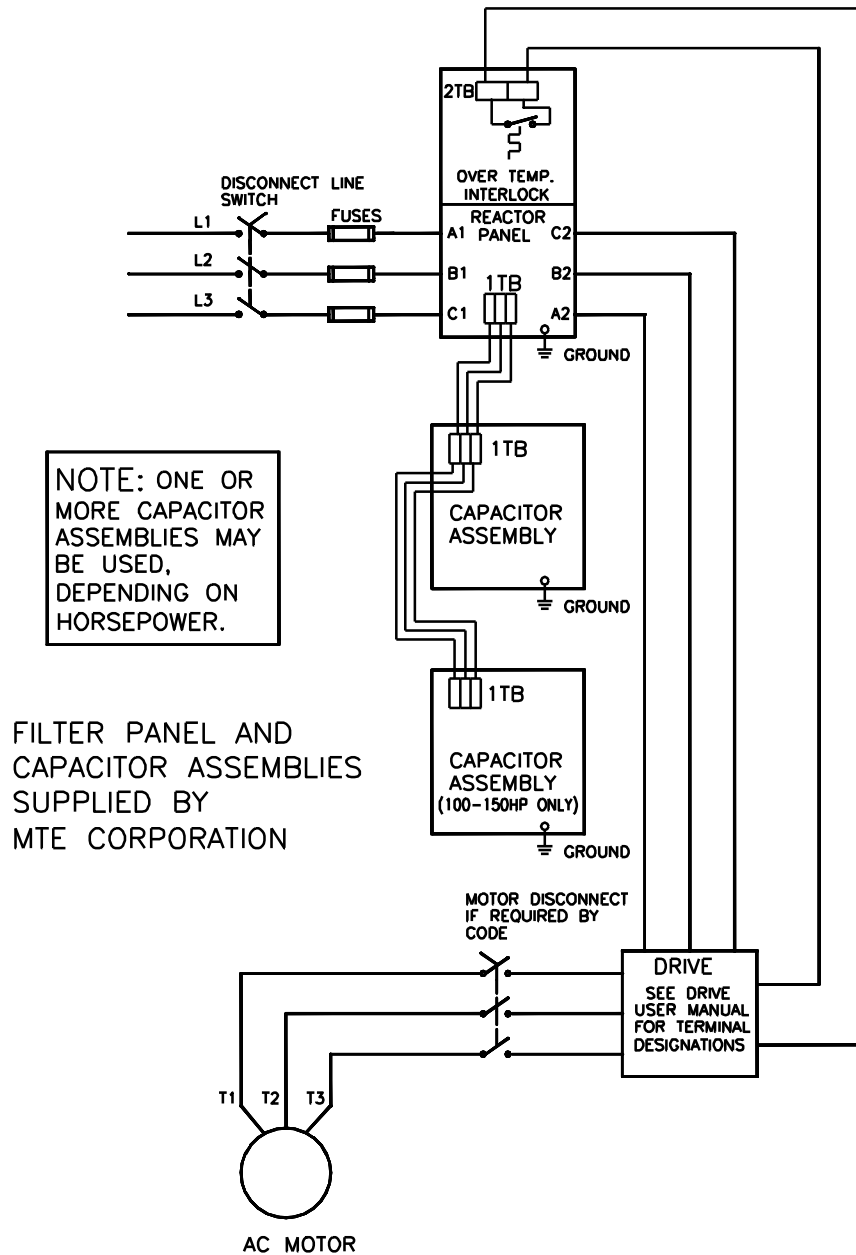 2TB
OVER TEMP.
INTERLOCK
DISCONNECT LINE
SWITCH
FUSES
REACTOR
PANEL
L1
A1
C2
L2
B1
B2
1TB
L3
C1
A2
GROUND
1TB
CAPACITOR
ASSEMBLY
GROUND
NOTE: ONE OR
MORE CAPACITOR
ASSEMBLIES MAY
BE USED,
DEPENDING ON
HORSEPOWER.
1TB
CAPACITOR
ASSEMBLY
(100-150HP ONLY)
GROUND
FILTER PANEL AND
CAPACITOR ASSEMBLIES
SUPPLIED BY
MTE CORPORATION
MOTOR DISCONNECT
IF REQUIRED BY
CODE
DRIVE
SEE DRIVE
USER MANUAL
FOR TERMINAL
DESIGNATIONS
T1
T2
T3
AC MOTOR